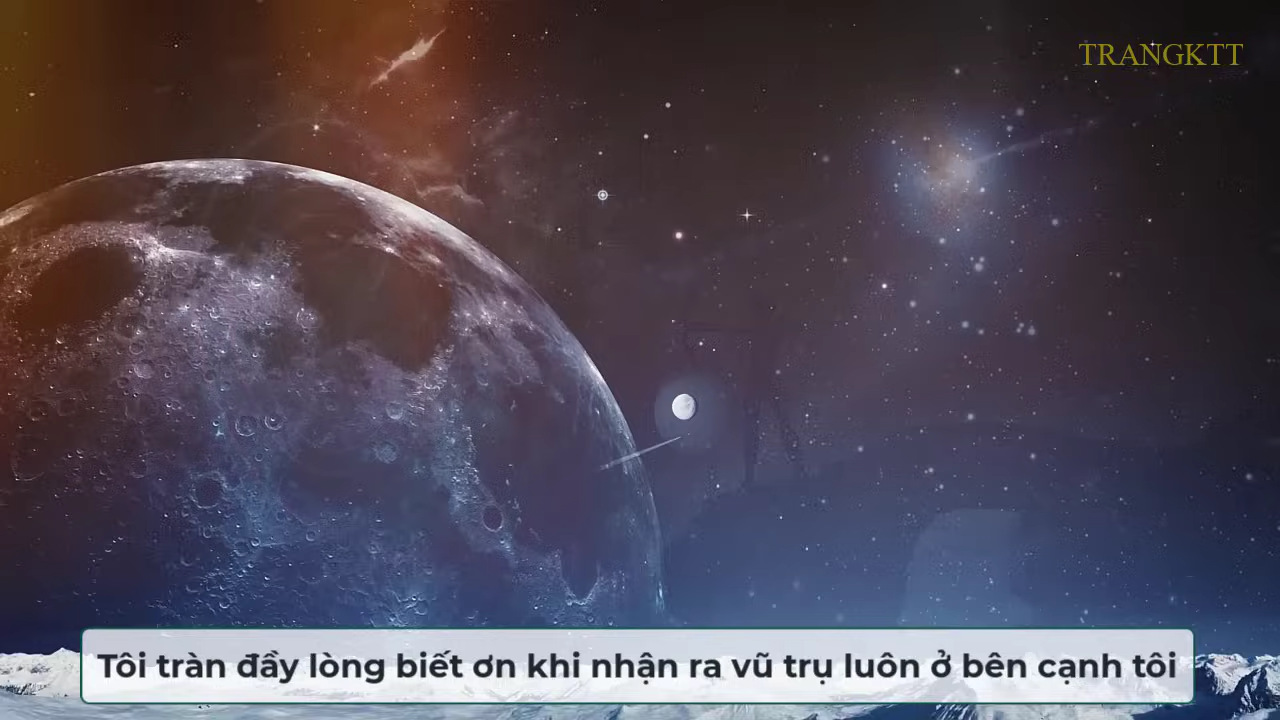 TRANGKTT
Tôi tràn đầy lòng biết ơn khi nhận ra vũ trụ luôn ở bên cạnh tôi